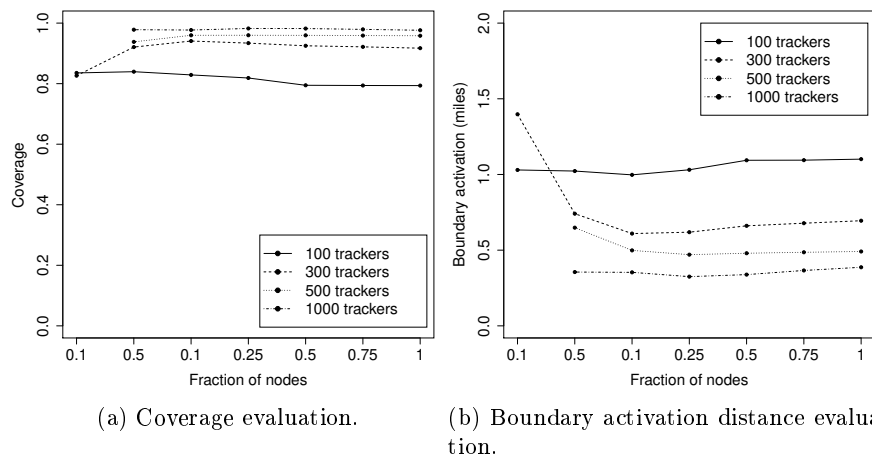 1.0
0.8
0.6
0.4
0.2
0.0
Coverage
100 trackers
300 trackers
500 trackers
1000 trackers
0.1 0.5 0.1 0.25 0.5 0.75 1
Fraction of nodes
(a) Coverage evaluation.
2.0
1.5
1.0
0.5
0.0
Boundary activation (miles)
100 trackers
300 trackers
500 trackers
1000 trackers
0.1 0.5 0.1 0.25 0.5 0.75 1
Fraction of nodes
(b) Boundary activation distance evalua
tion.